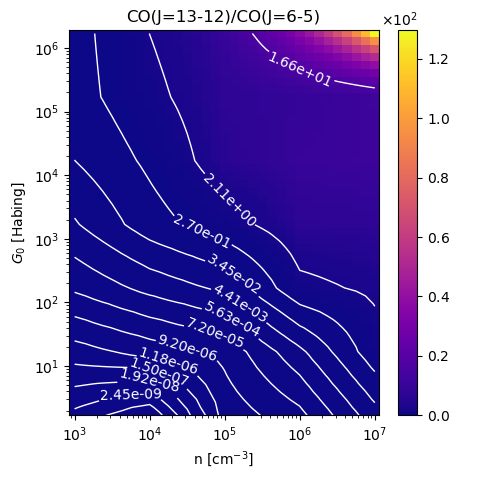 CO(J=13-12)/CO(J=6-5)
×10²
10⁶
10⁵
10⁴
10³
10²
10¹
G₀ [Habing]
1.66e+01
2.11e+00
2.70e-01
3.45e-02
4.41e-03
5.63e-04
7.20e-05
9.20e-06
1.18e-06
1.50e-07
1.92e-08
2.45e-09
10³ 10⁴ 10⁵ 10⁶ 10⁷
n [cm⁻³]
1.2
1.0
0.8
0.6
0.4
0.2
0.0